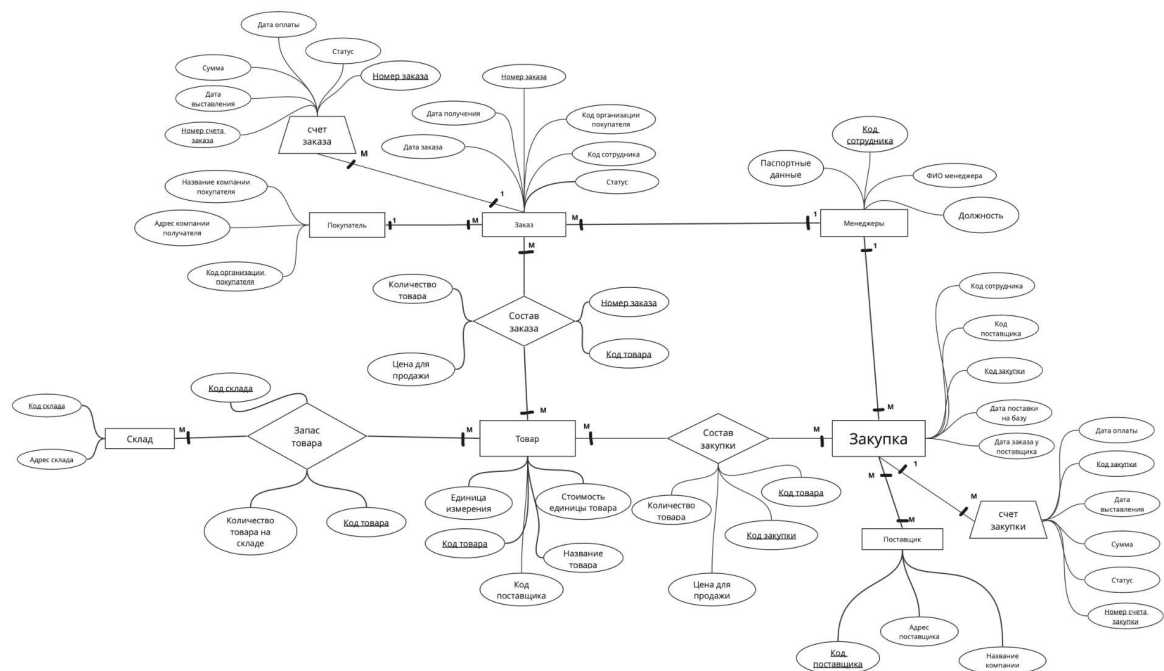 Дата оплаты
Статус
Сумма
Номер заказа
Дата
выставления
Номер счета
заказа
счет
заказа
М
1
Номер заказа
Дата получения
Код организации
покупателя
Дата заказа
Код сотрудника
Статус
Код
сотрудника
Паспортные
данные
ФИО менеджера
Должность
Название компании
покупателя
Адрес компании
получателя
Код организации
покупателя
Покупатель
1
М
Заказ
М
1
Менеджеры
М
1
Количество
товара
Состав
заказа
Номер заказа
Цена для
продажи
Код товара
Код сотрудника
Код
поставщика
Код закупки
Дата поставки
на базу
Дата заказа у
поставщика
Код склада
Адрес склада
Склад
М
Код склада
Запас
товара
Количество
товара на
складе
Код товара
М
М
Товар
М
Состав
закупки
М
М
Закупка
Единица
измерения
Стоимость
единицы товара
Код товара
Название
товара
Код
поставщика
Количество
товара
Код товара
Код закупки
Цена для
продажи
М
1
М
М
Поставщик
счет
закупки
Дата оплаты
Код закупки
Дата
выставления
Сумма
Статус
Номер счета
закупки
Код
поставщика
Адрес
поставщика
Название
компании